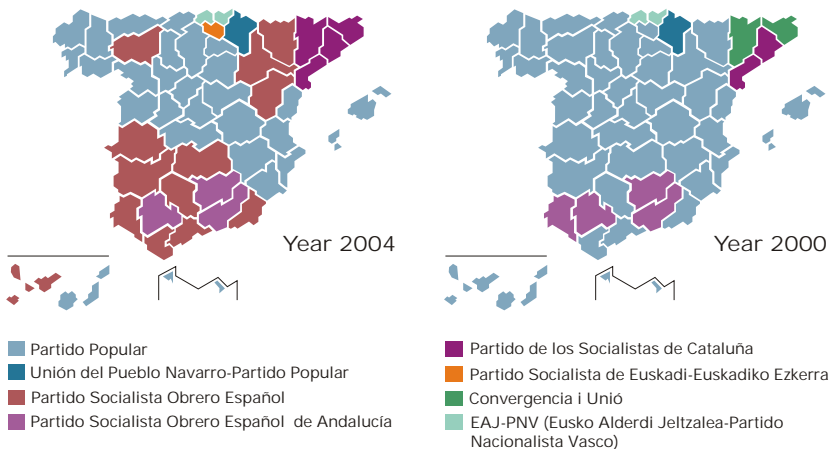 Year 2004
Year 2000
Partido Popular
Unión del Pueblo Navarro-Partido Popular
Partido Socialista Obrero Español
Partido Socialista Obrero Español de Andalucía
Partido de los Socialistas de Cataluña
Partido Socialista de Euskadi-Euskadiko Ezkerra
Convergencia i Unió
EAJ-PNV (Eusko Alderdi Jeltzalea-Partido
Nacionalista Vasco)